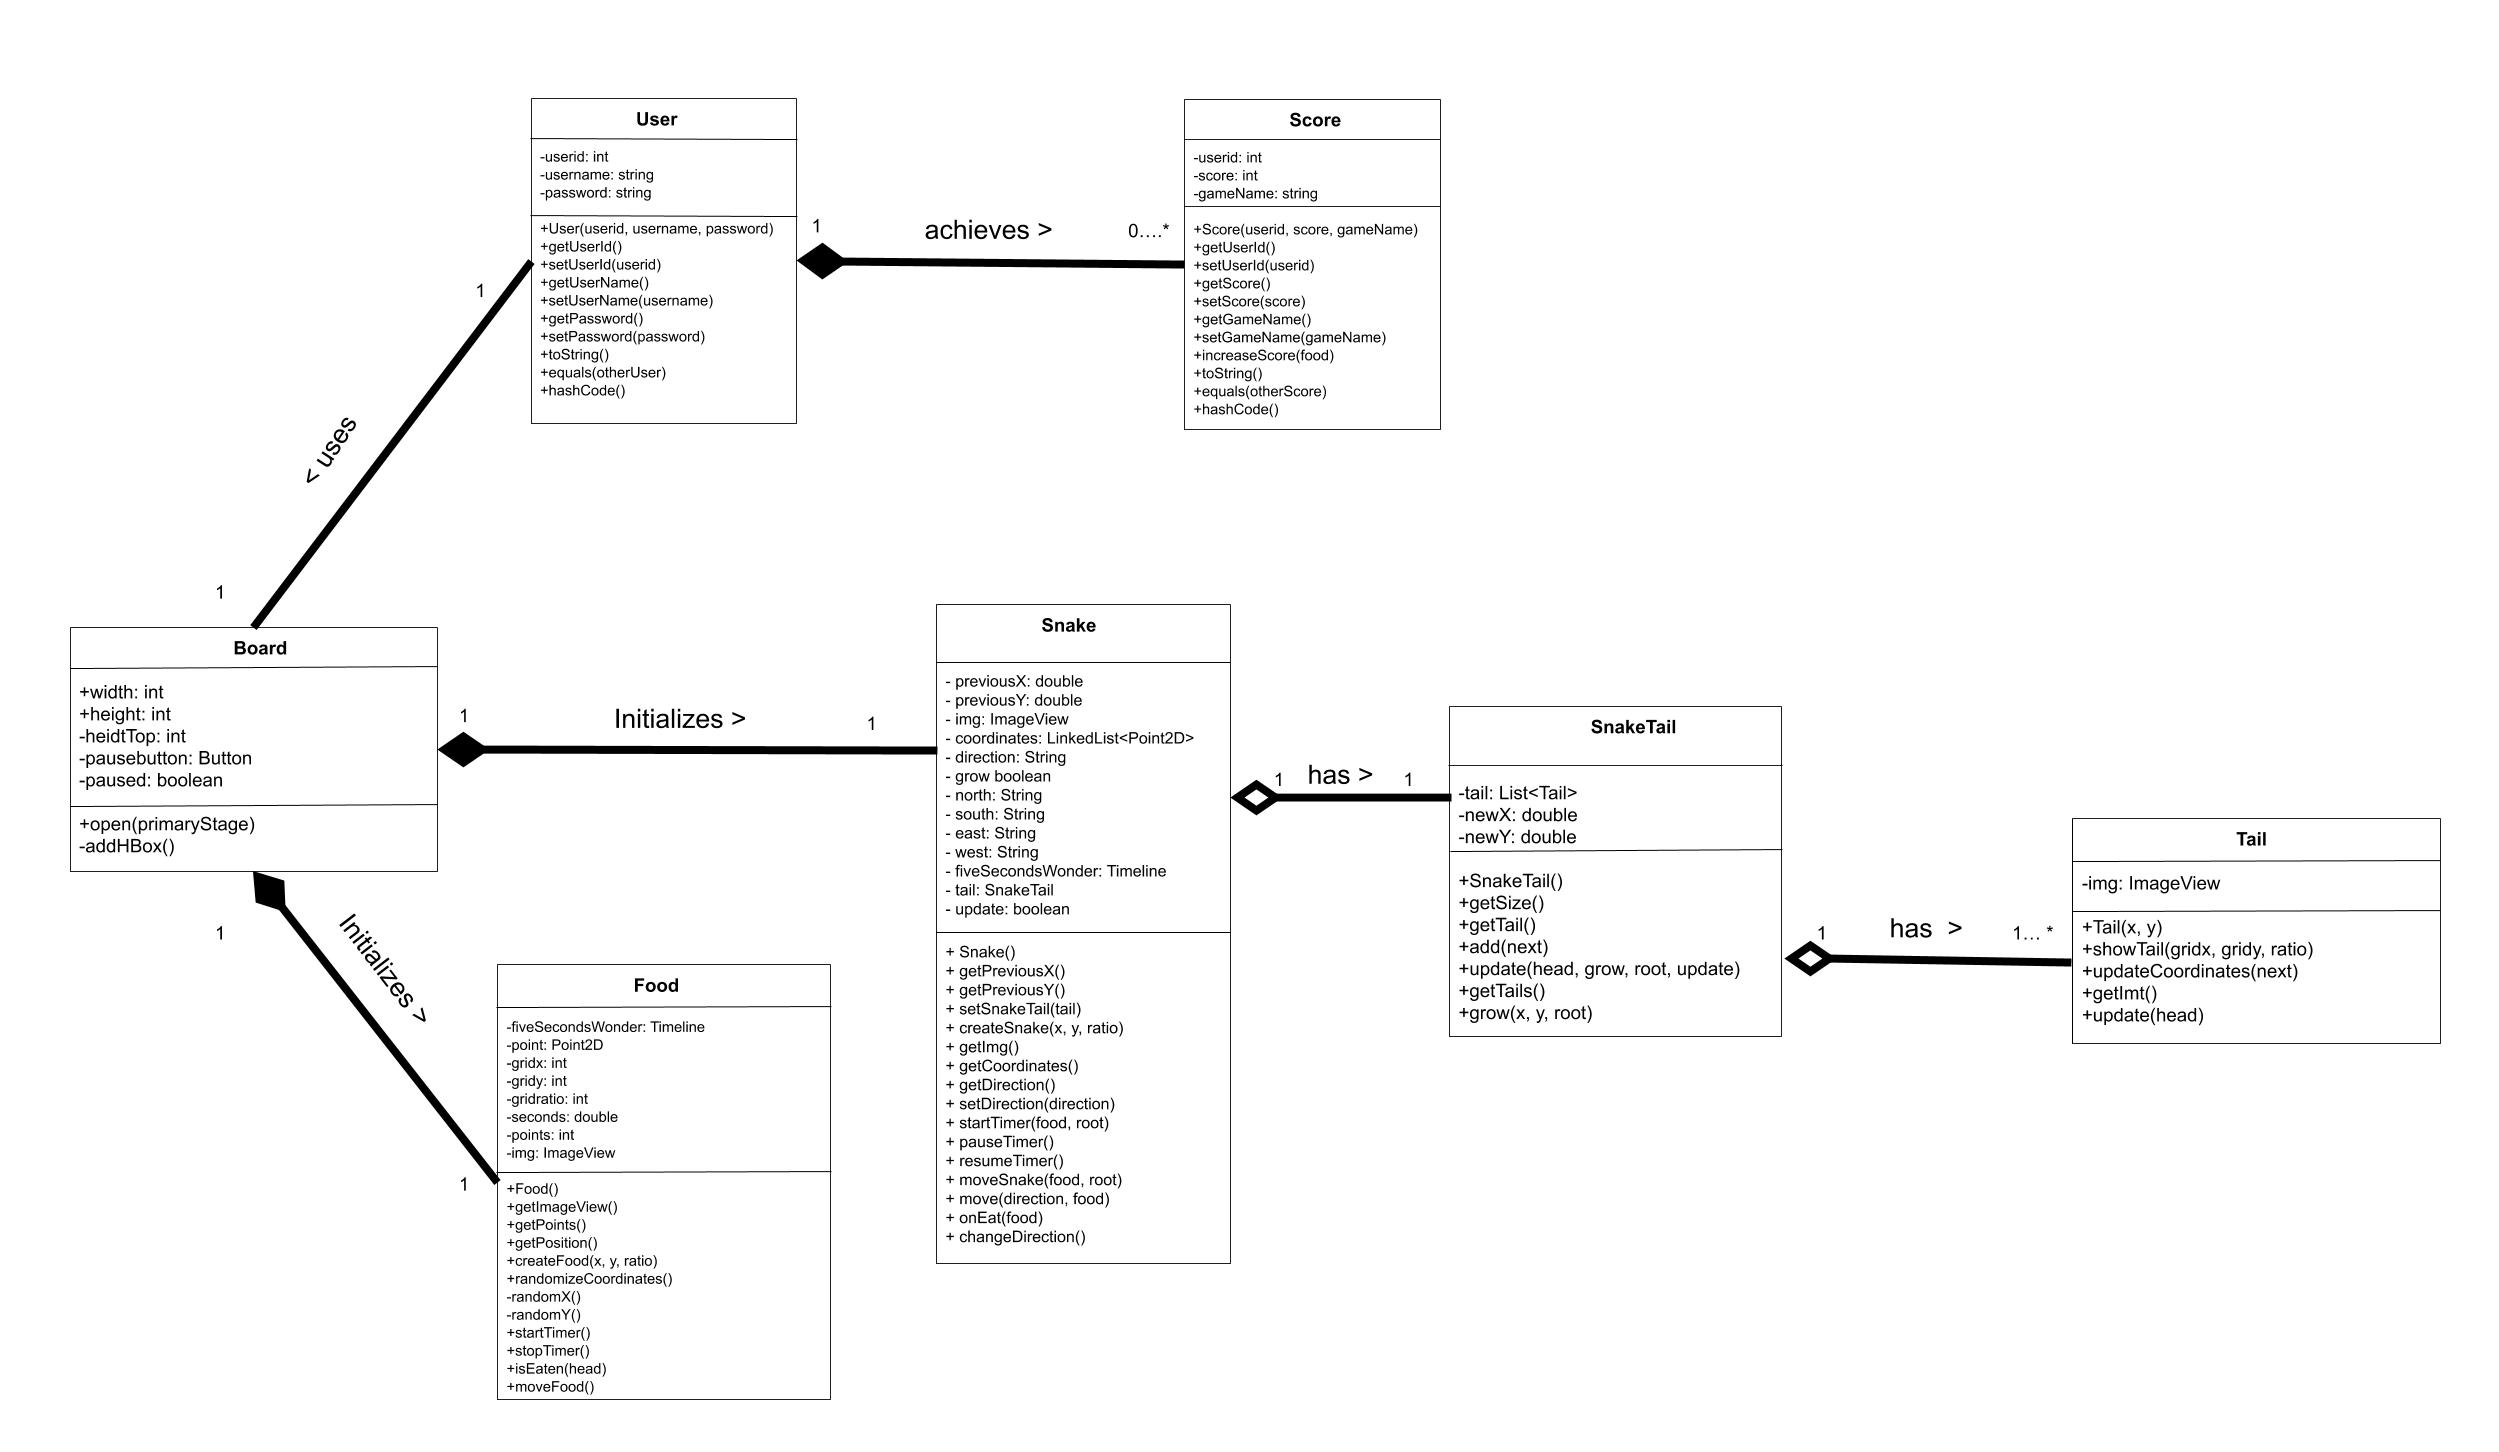 User
-userid: int
-username: string
-password: string
+User(userid, username, password)
+getUserId()
+setUserId(userid)
+getUserName()
+setUserName(username)
+getPassword()
+setPassword(password)
+toString()
+equals(otherUser)
+hashCode()
1
achieves >
0....*
Score
-userid: int
-score: int
-gameName: string
+Score(userid, score, gameName)
+getUserId()
+setUserId(userid)
+getScore()
+setScore(score)
+getGameName()
+setGameName(gameName)
+increaseScore(food)
+toString()
+equals(otherScore)
+hashCode()
1
< uses
1
Board
+width: int
+height: int
-heidtTop: int
-pausebutton: Button
-paused: boolean
+open(primaryStage)
-addHBox()
1
Initializes >
1
Snake
- previousX: double
- previousY: double
- img: ImageView
- coordinates: LinkedList<Point2D>
- direction: String
- grow boolean
- north: String
- south: String
- east: String
- west: String
- fiveSecondsWonder: Timeline
- tail: SnakeTail
- update: boolean
+ Snake()
+ getPreviousX()
+ getPreviousY()
+ setSnakeTail(tail)
+ createSnake(x, y, ratio)
+ getImg()
+ getCoordinates()
+ getDirection()
+ setDirection(direction)
+ startTimer(food, root)
+ pauseTimer()
+ resumeTimer()
+ moveSnake(food, root)
+ move(direction, food)
+ onEat(food)
+ changeDirection()
1
has >
1
SnakeTail
-tail: List<Tail>
-newX: double
-newY: double
+SnakeTail()
+getSize()
+getTail()
+add(next)
+update(head, grow, root, update)
+getTails()
+grow(x, y, root)
1
has >
1... *
Tail
-img: ImageView
+Tail(x, y)
+showTail(gridx, gridy, ratio)
+updateCoordinates(next)
+getImt()
+update(head)
1
Initializes >
1
Food
-fiveSecondsWonder: Timeline
-point: Point2D
-gridx: int
-gridy: int
-gridratio: int
-seconds: double
-points: int
-img: ImageView
+Food()
+getImageView()
+getPoints()
+getPosition()
+createFood(x, y, ratio)
+randomizeCoordinates()
-randomX()
-randomY()
+startTimer()
+stopTimer()
+isEaten(head)
+moveFood()